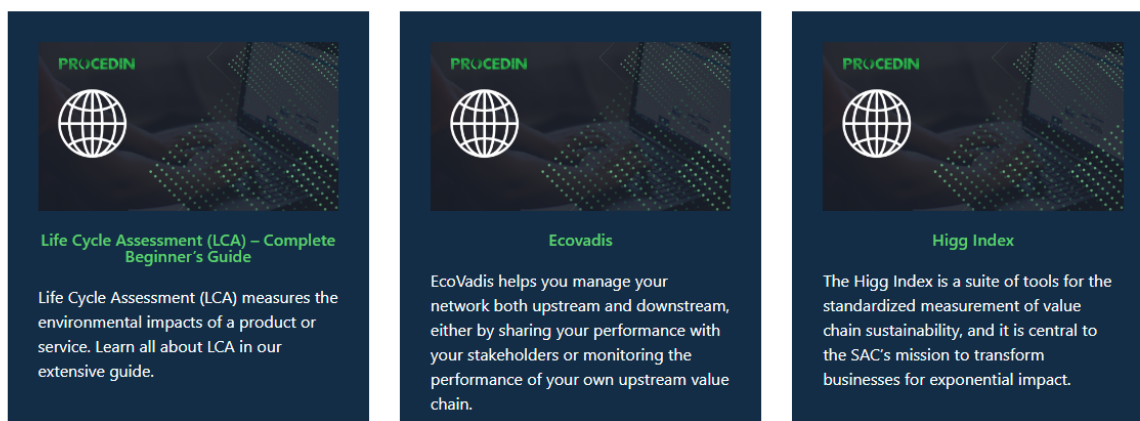 PROCEDIN
Life Cycle Assessment (LCA) – Complete
Beginner's Guide
Life Cycle Assessment (LCA) measures the
environmental impacts of a product or
service. Learn all about LCA in our
extensive guide.
PROCEDIN
Ecovadis
EcoVadis helps you manage your
network both upstream and downstream,
either by sharing your performance with
your stakeholders or monitoring the
performance of your own upstream value
chain.
PROCEDIN
Higg Index
The Higg Index is a suite of tools for the
standardized measurement of value
chain sustainability, and it is central to
the SAC's mission to transform
businesses for exponential impact.